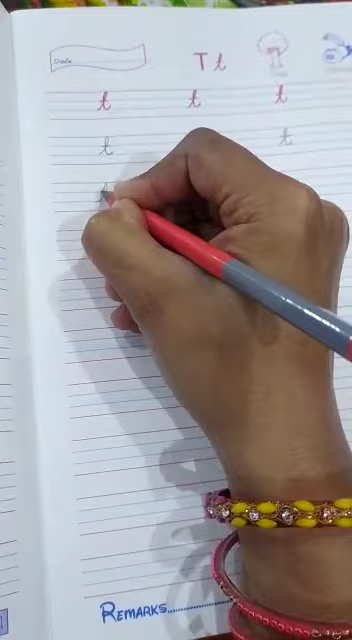 Date
T t
t t t
t t
REMARKS..........